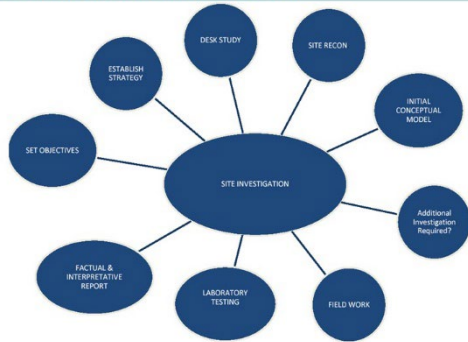 DESK STUDY
SITE RECON
ESTABLISH
STRATEGY
INITIAL
CONCEPTUAL
MODEL
SET OBJECTIVES
SITE INVESTIGATION
Additional
Investigation
Required?
FACTUAL &
INTERPRETATIVE
REPORT
LABORATORY
TESTING
FIELD WORK